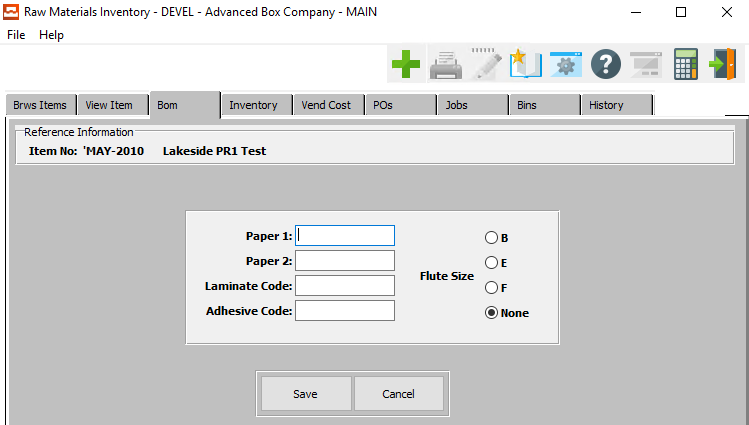 Raw Materials Inventory - DEVEL - Advanced Box Company - MAIN
File Help
Brws Items View Item Bom Inventory Vend Cost POs Jobs Bins History
Reference Information
Item No: 'MAY-2010 Lakeside PR1 Test
Paper 1: B
Paper 2: E
Flute Size
Laminate Code: F
Adhesive Code: None
Save Cancel